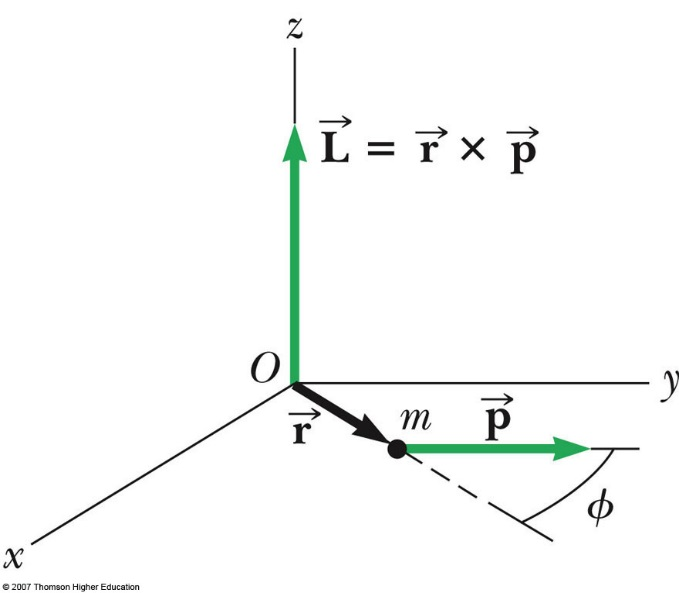 z
L⃗ = r⃗ × p⃗
O
y
r⃗
m
p⃗
ϕ
x
© 2007 Thomson Higher Education